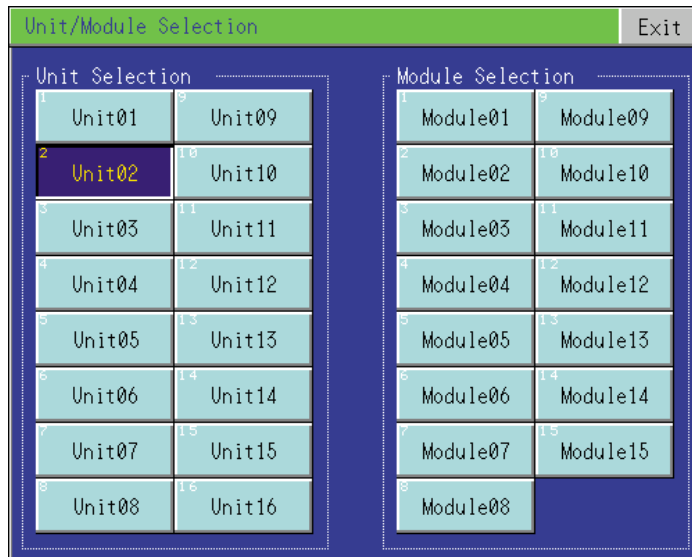 Unit/Module Selection Exit
Unit Selection
1 Unit01 9 Unit09
2 Unit02 10 Unit10
3 Unit03 11 Unit11
4 Unit04 12 Unit12
5 Unit05 13 Unit13
6 Unit06 14 Unit14
7 Unit07 15 Unit15
8 Unit08 16 Unit16
Module Selection
1 Module01 9 Module09
2 Module02 10 Module10
3 Module03 11 Module11
4 Module04 12 Module12
5 Module05 13 Module13
6 Module06 14 Module14
7 Module07 15 Module15
8 Module08